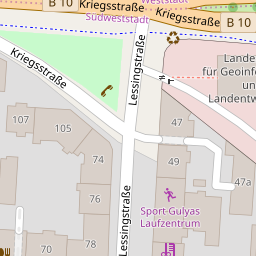 Weststadt
B 10
Kriegsstraße
Kriegsstraße
B 10
Südweststadt
Kriegsstraße
Lessingstraße
Lande
für Geoinfo
un
Landentw
107
105
47
74
49
76
47a
Sport Gulyas
Laufzentrum
78
Lessingstraße